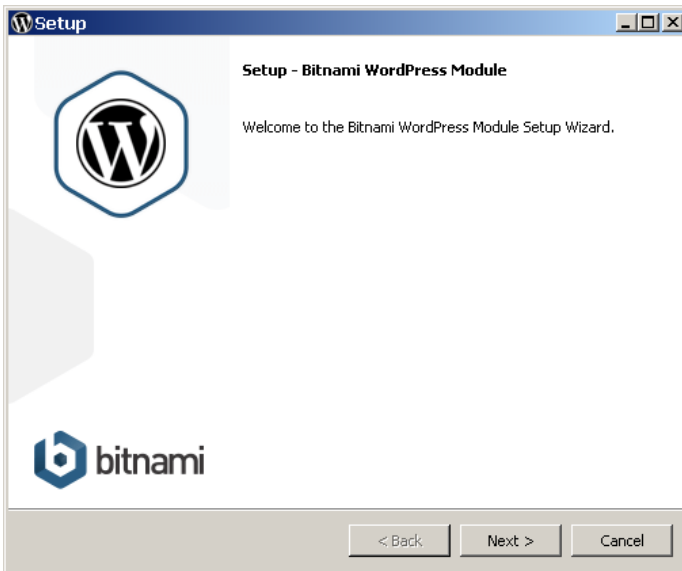 Setup
Setup - Bitnami WordPress Module
Welcome to the Bitnami WordPress Module Setup Wizard.
bitnami
< Back
Next >
Cancel